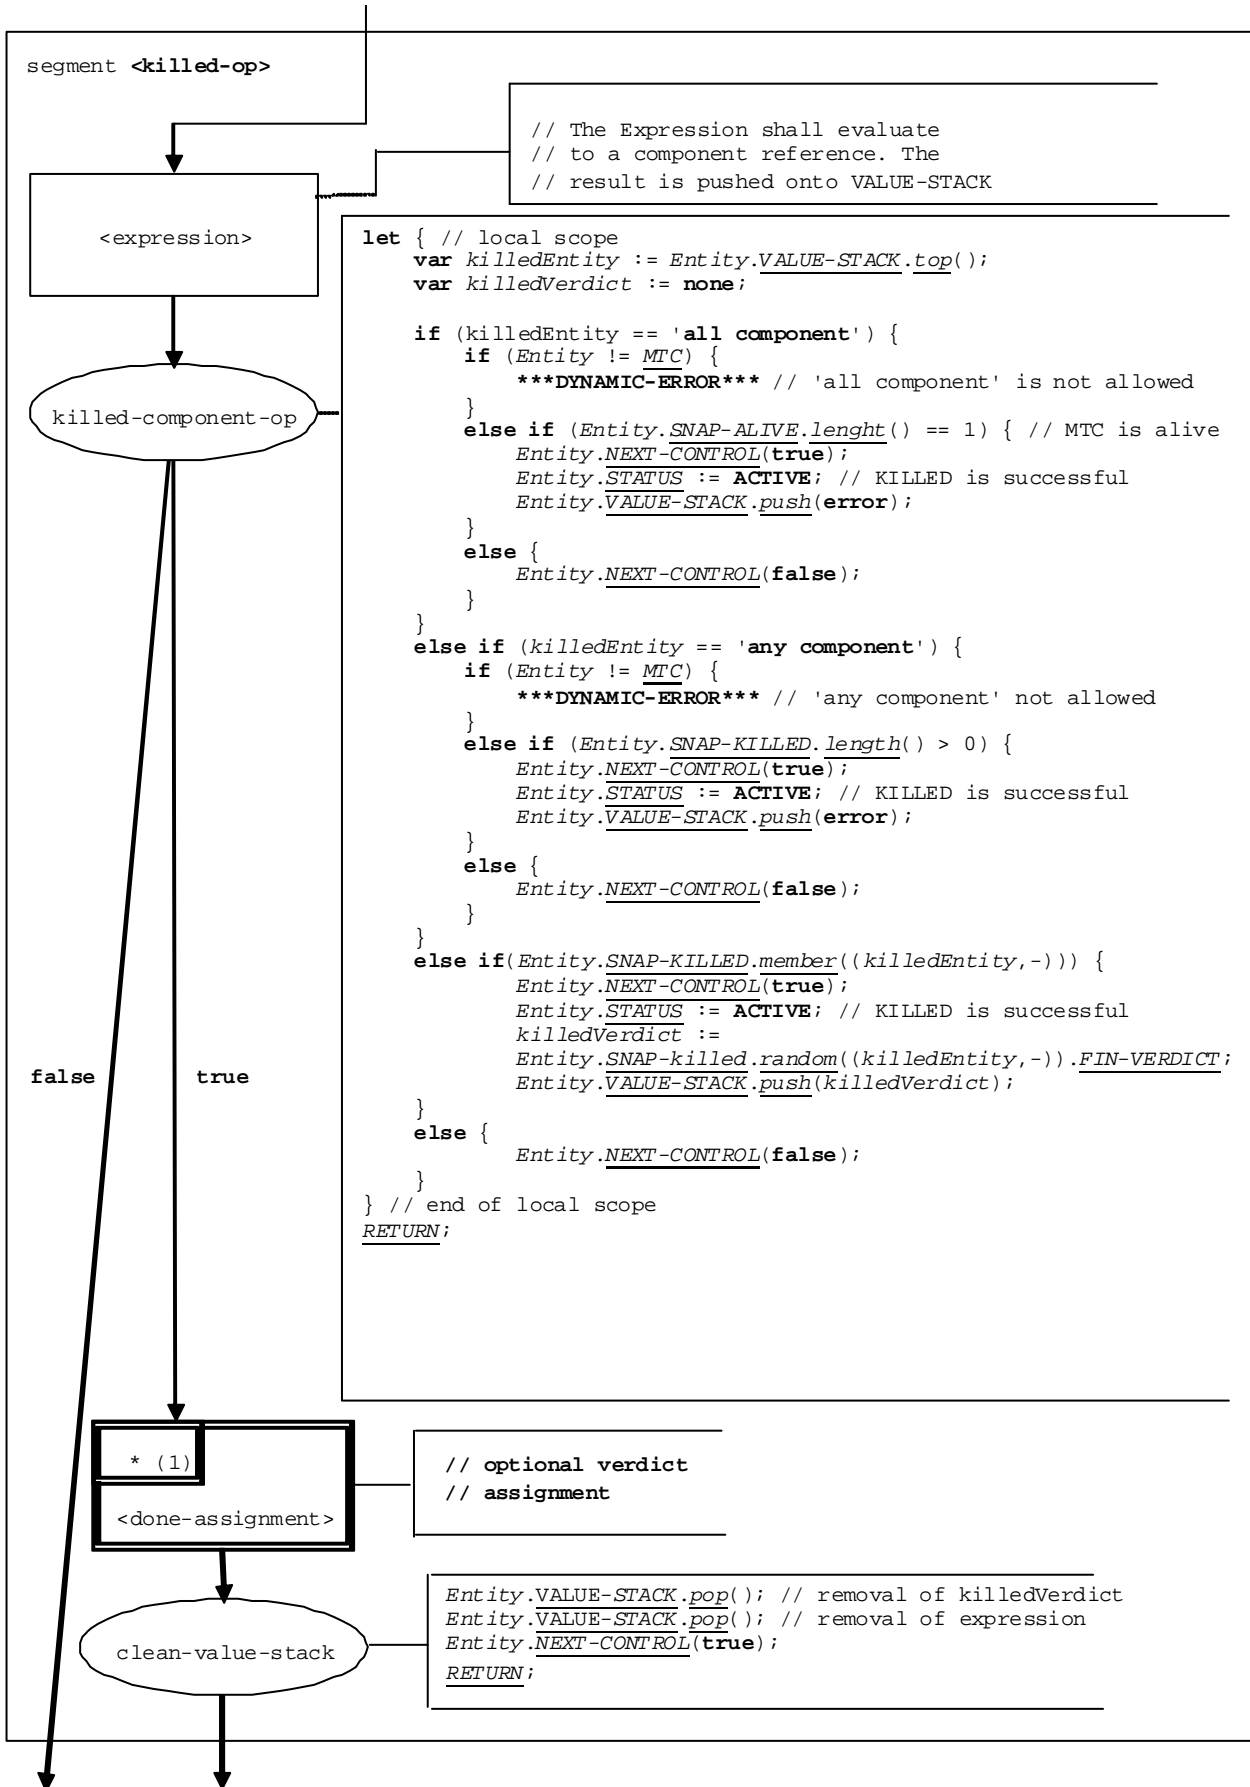 segment <killed-op>
// The Expression shall evaluate
// to a component reference. The
// result is pushed onto VALUE-STACK
<expression>
let { // local scope
var killedEntity := Entity.VALUE-STACK.top();
var killedVerdict := none;
if (killedEntity == 'all component') {
if (Entity != MTC) {
***DYNAMIC-ERROR*** // 'all component' is not allowed
}
killed-component-op
else if (Entity.SNAP-ALIVE.lenght() == 1) { // MTC is alive
Entity.NEXT-CONTROL(true);
Entity.STATUS := ACTIVE; // KILLED is successful
Entity.VALUE-STACK.push(error);
}
else {
Entity.NEXT-CONTROL(false);
}
}
else if (killedEntity == 'any component') {
if (Entity != MTC) {
***DYNAMIC-ERROR*** // 'any component' not allowed
}
else if (Entity.SNAP-KILLED.length() > 0) {
Entity.NEXT-CONTROL(true);
Entity.STATUS := ACTIVE; // KILLED is successful
Entity.VALUE-STACK.push(error);
}
else {
Entity.NEXT-CONTROL(false);
}
}
else if(Entity.SNAP-KILLED.member((killedEntity,-))) {
Entity.NEXT-CONTROL(true);
Entity.STATUS := ACTIVE; // KILLED is successful
killedVerdict :=
Entity.SNAP-killed.random((killedEntity,-)).FIN-VERDICT;
Entity.VALUE-STACK.push(killedVerdict);
}
else {
Entity.NEXT-CONTROL(false);
}
} // end of local scope
RETURN;
false
true
* (1)
<done-assignment>
// optional verdict
// assignment
clean-value-stack
Entity.VALUE-STACK.pop(); // removal of killedVerdict
Entity.VALUE-STACK.pop(); // removal of expression
Entity.NEXT-CONTROL(true);
RETURN;